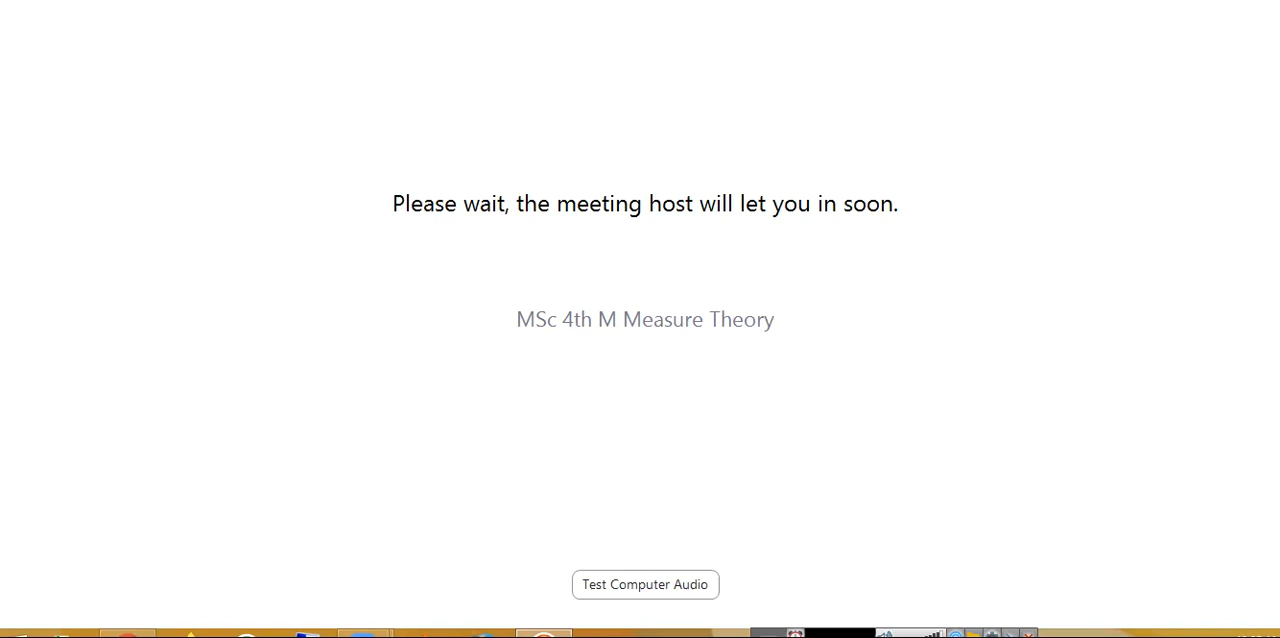 Please wait, the meeting host will let you in soon.
MSc 4th M Measure Theory
Test Computer Audio